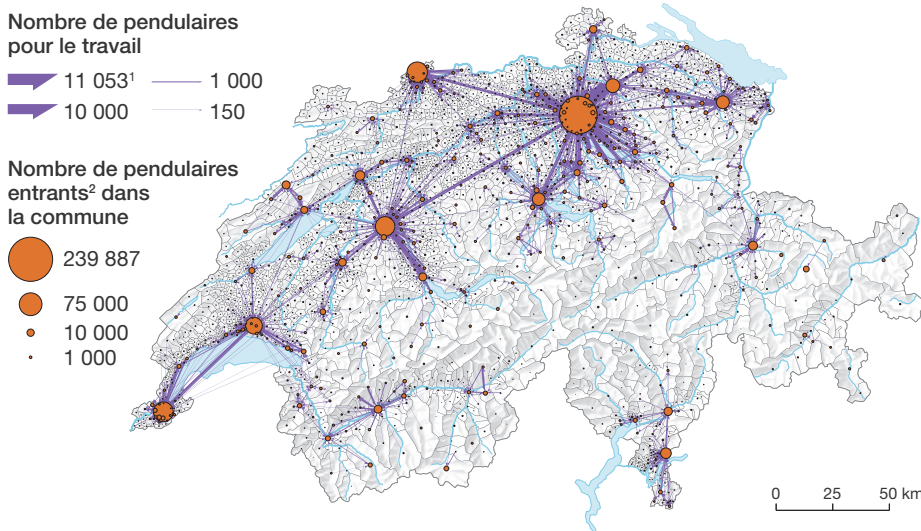 Nombre de pendulaires
pour le travail
11 053¹
1 000
10 000
150
Nombre de pendulaires
entrants² dans
la commune
239 887
75 000
10 000
1 000
0 25 50 km